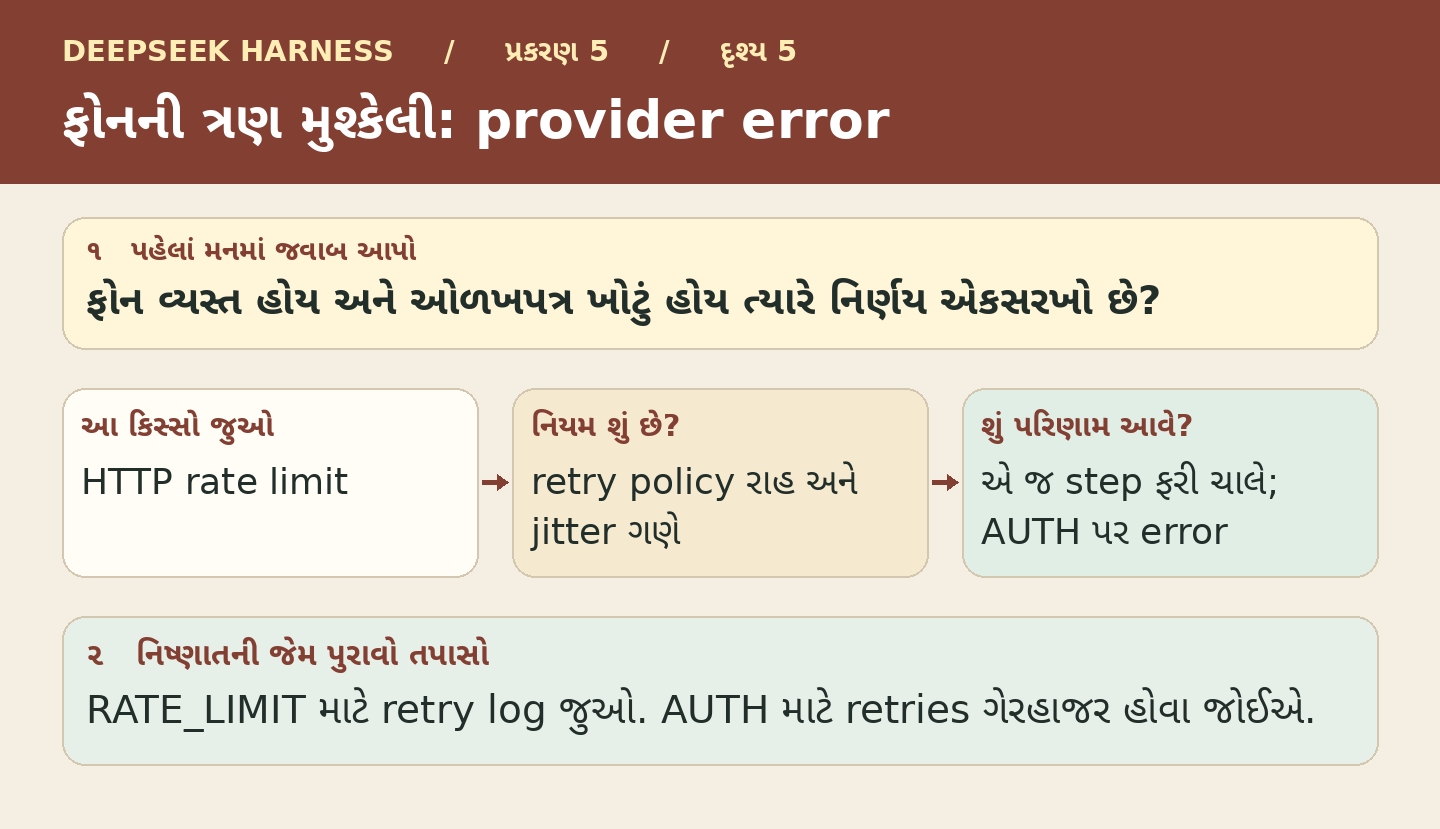 DEEPSEEK HARNESS / પ્રકરણ 5 / દૃશ્ય 5
ફોનની ત્રણ મુશ્કેલી: provider error
૧ પહેલાં મનમાં જવાબ આપો
ફોન વ્યસ્ત હોય અને ઓળખપત્ર ખોટું હોય ત્યારે નિર્ણય એકસરખો છે?
આ કિસ્સો જુઓ
HTTP rate limit
નિયમ શું છે?
retry policy રાહ અને
jitter ગણે
શું પરિણામ આવે?
એ જ step ફરી ચાલે;
AUTH પર error
૨ નિષ્ણાતની જેમ પુરાવો તપાસો
RATE_LIMIT માટે retry log જુઓ. AUTH માટે retries ગેરહાજર હોવા જોઈએ.